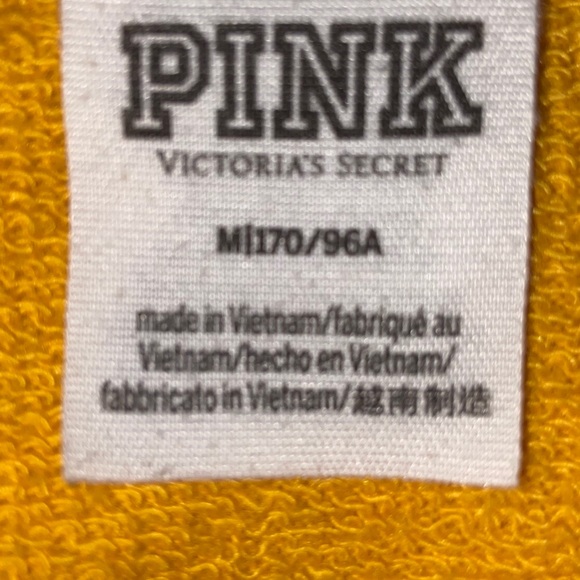 PINK
VICTORIA'S SECRET
M|170/96A
made in Vietnam/fabriqué au
Vietnam/hecho en Vietnam/
fabbricato in Vietnam/越南制造